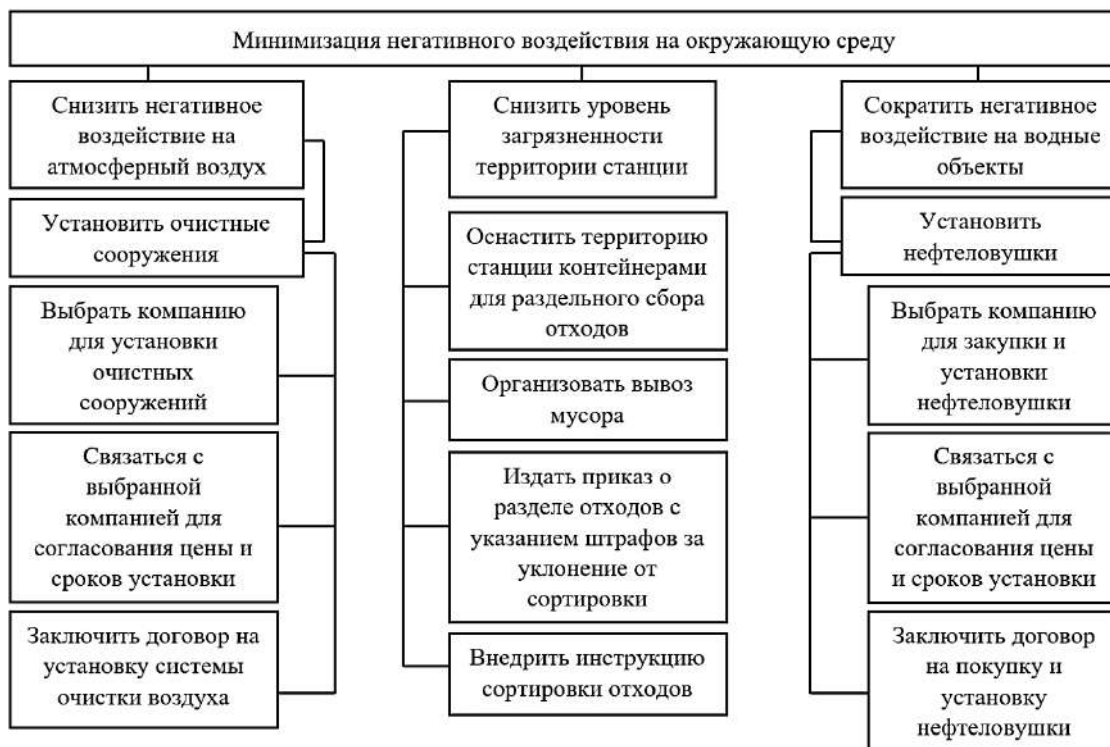 Минимизация негативного воздействия на окружающую среду
Снизить негативное
воздействие на
атмосферный воздух
Установить очистные
сооружения
Выбрать компанию
для установки
очистных
сооружений
Связаться с
выбранной
компанией для
согласования цены и
сроков установки
Заключить договор на
установку системы
очистки воздуха
Снизить уровень
загрязненности
территории станции
Оснастить территорию
станции контейнерами
для раздельного сбора
отходов
Организовать вывоз
мусора
Издать приказ о
разделе отходов с
указанием штрафов за
уклонение от
сортировки
Внедрить инструкцию
сортировки отходов
Сократить негативное
воздействие на водные
объекты
Установить
нефтеловушки
Выбрать компанию
для закупки и
установки
нефтеловушки
Связаться с
выбранной
компанией для
согласования цены
и сроков установки
Заключить договор
на покупку и
установку
нефтеловушки